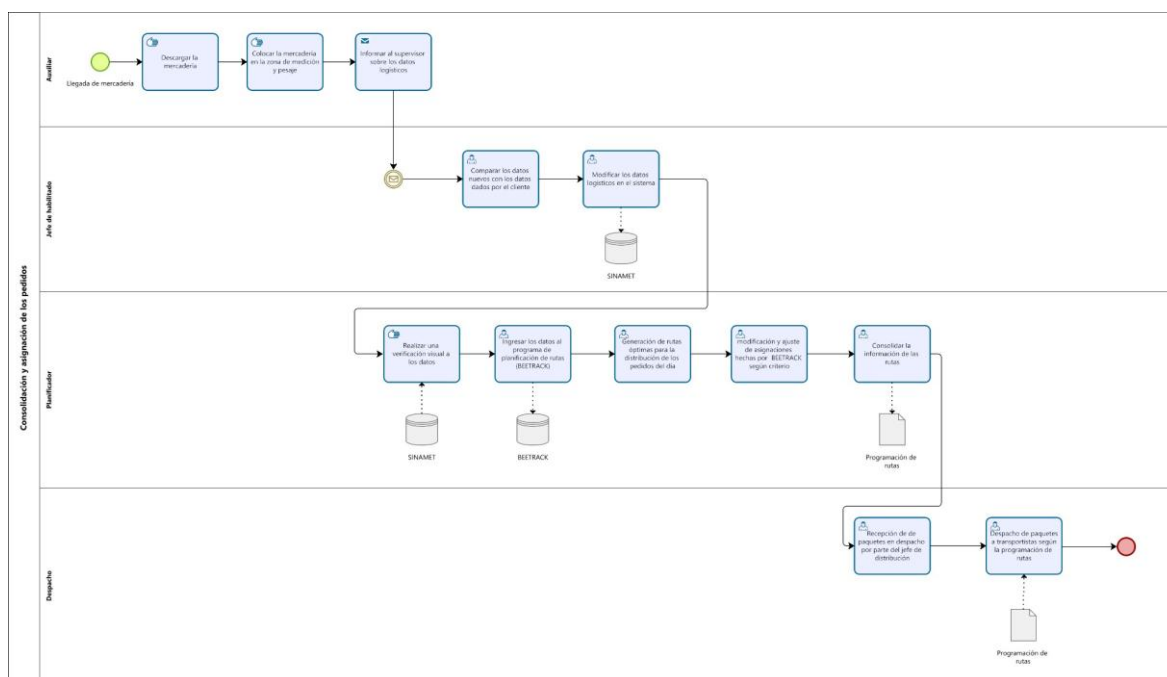 Consolidación y asignación de los pedidos
Auxiliar
Llegada de mercadería
Descargar la
mercadería
Colocar la mercadería
en la zona de medición
y pesaje
Informar al supervisor
sobre los datos
logísticos
Jefe de habilitado
Comparar los datos
nuevos con los datos
dados por el cliente
Modificar los datos
logísticos en el sistema
SINAMET
Planificador
Realizar una
verificación visual a
los datos
Ingresar los datos al
programa de
planificación de rutas
(BEETRACK)
Generación de rutas
óptimas para la
distribución de los
pedidos del día
modificación y ajuste
de asignaciones
hechas por BEETRACK
según criterio
Consolidar la
información de las
rutas
SINAMET
BEETRACK
Programación de
rutas
Despacho
Recepción de de
paquetes en despacho
por parte del jefe de
distribución
Despacho de paquetes
a transportistas según
la programación de
rutas
Programación de
rutas